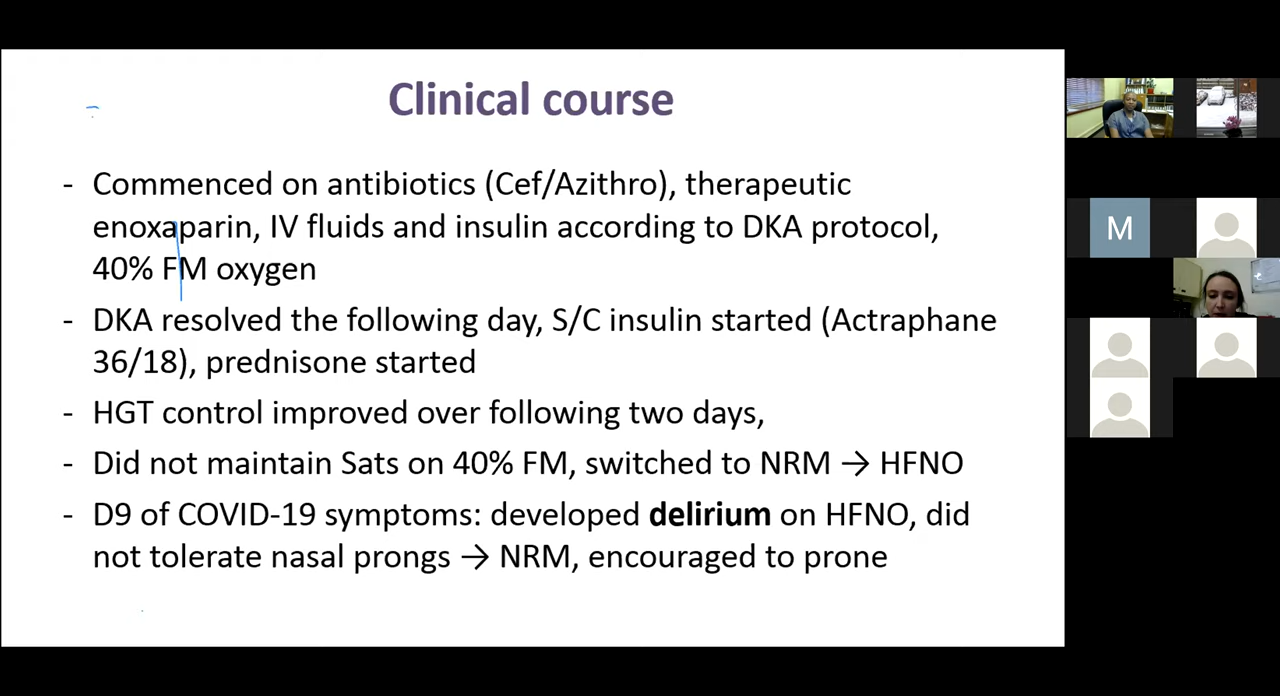 Clinical course
- Commenced on antibiotics (Cef/Azithro), therapeutic
enoxaparin, IV fluids and insulin according to DKA protocol,
40% FM oxygen
- DKA resolved the following day, S/C insulin started (Actraphane
36/18), prednisone started
- HGT control improved over following two days,
- Did not maintain Sats on 40% FM, switched to NRM → HFNO
- D9 of COVID-19 symptoms: developed delirium on HFNO, did
not tolerate nasal prongs → NRM, encouraged to prone
M